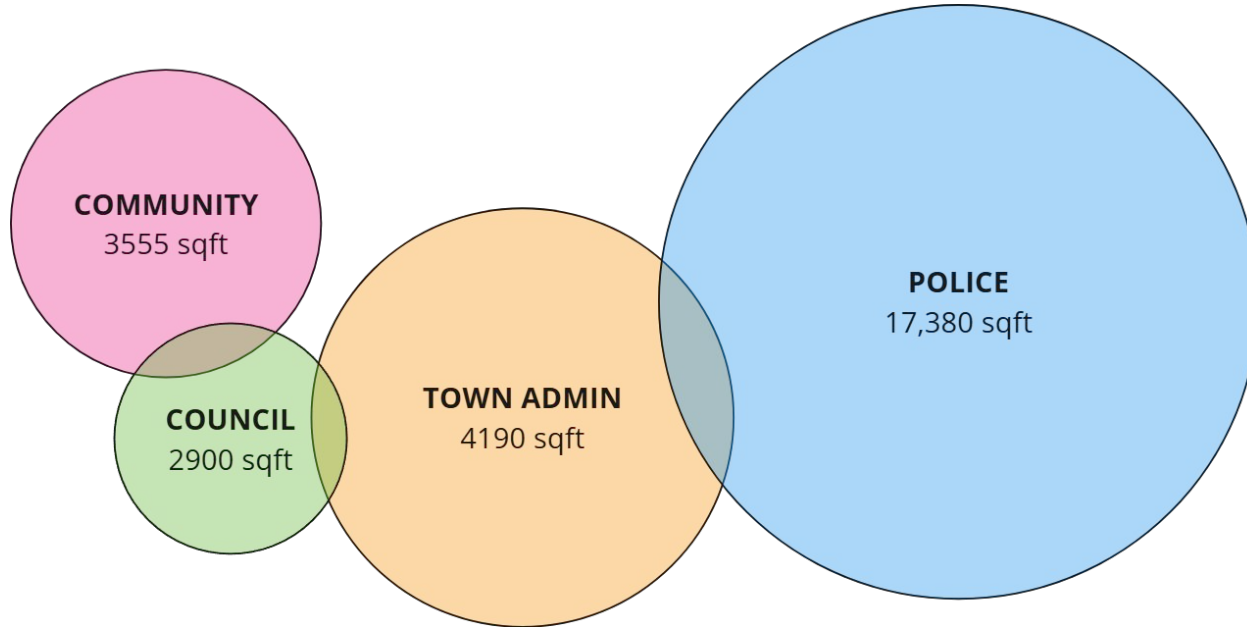 COMMUNITY
3555 sqft
COUNCIL
2900 sqft
TOWN ADMIN
4190 sqft
POLICE
17,380 sqft